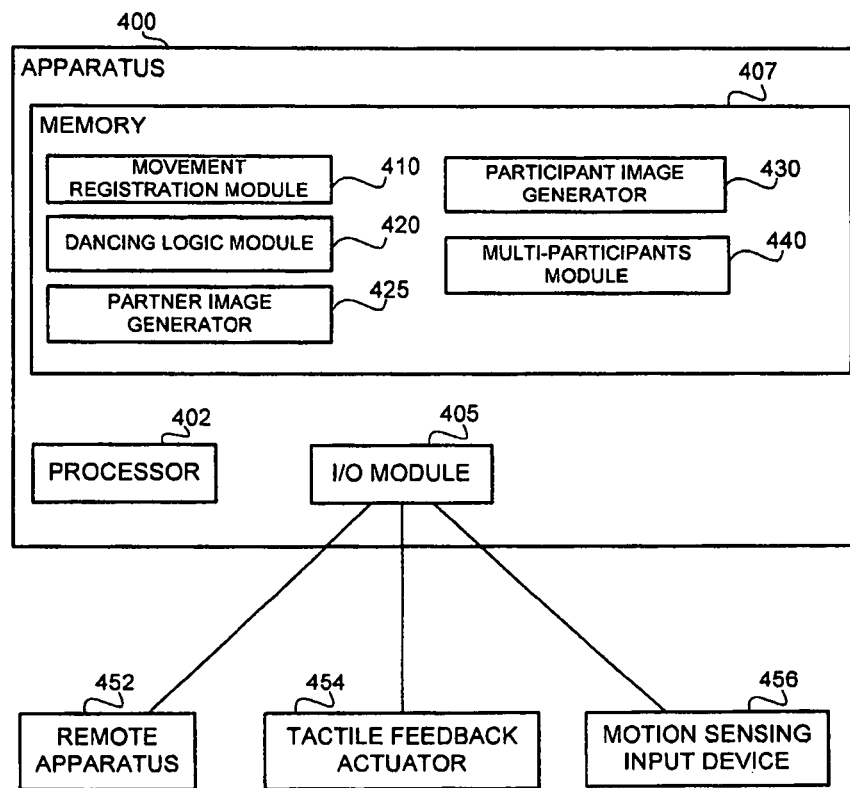 400
APPARATUS
407
MEMORY
MOVEMENT
REGISTRATION MODULE
410
DANCING LOGIC MODULE
420
PARTNER IMAGE
GENERATOR
425
PARTICIPANT IMAGE
GENERATOR
430
MULTI-PARTICIPANTS
MODULE
440
402
PROCESSOR
405
I/O MODULE
452
REMOTE
APPARATUS
454
TACTILE FEEDBACK
ACTUATOR
456
MOTION SENSING
INPUT DEVICE